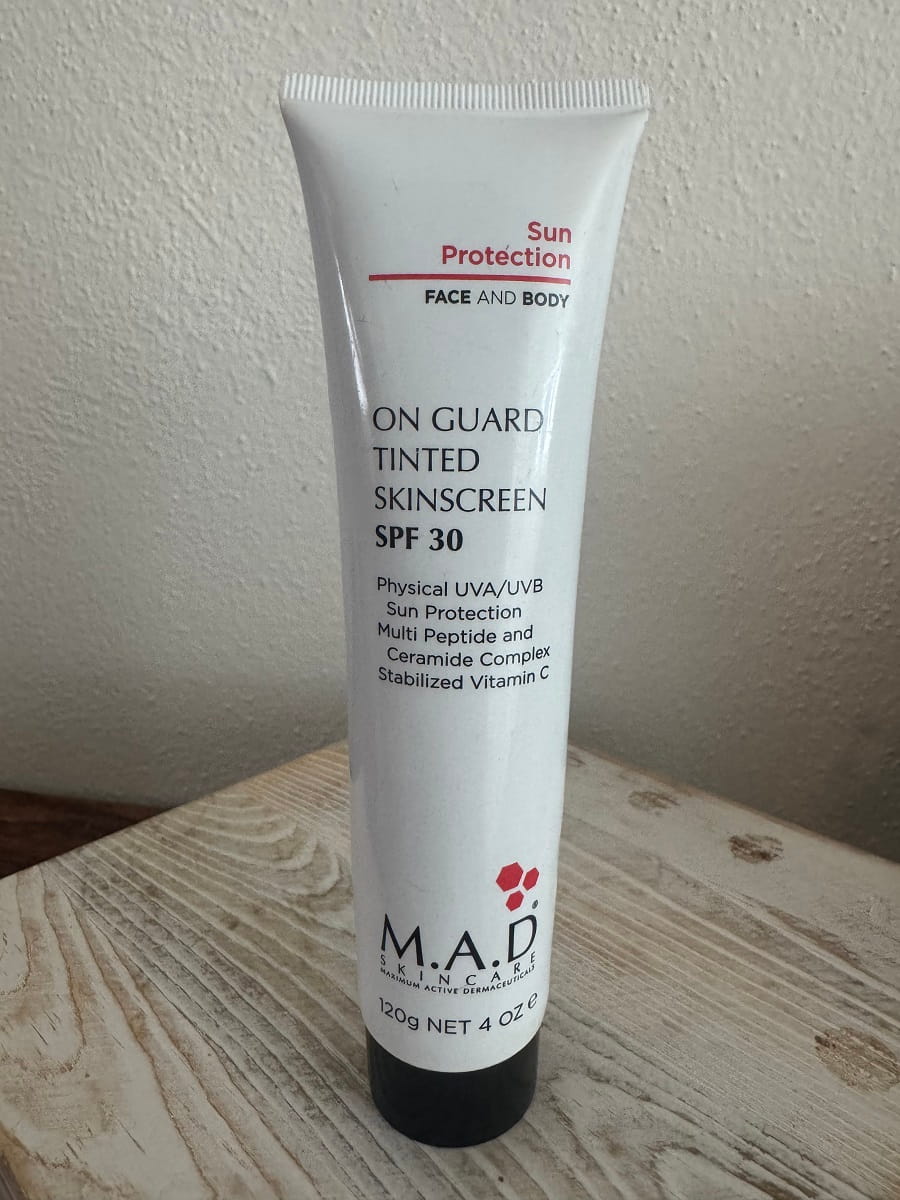 Sun
Protection
FACE AND BODY
ON GUARD
TINTED
SKINSCREEN
SPF 30
Physical UVA/UVB
Sun Protection
Multi Peptide and
Ceramide Complex
Stabilized Vitamin C
M.A.D®
SKINCARE
MAXIMUM ACTIVE DERMACEUTICALS
120g NET 4 OZ ℮